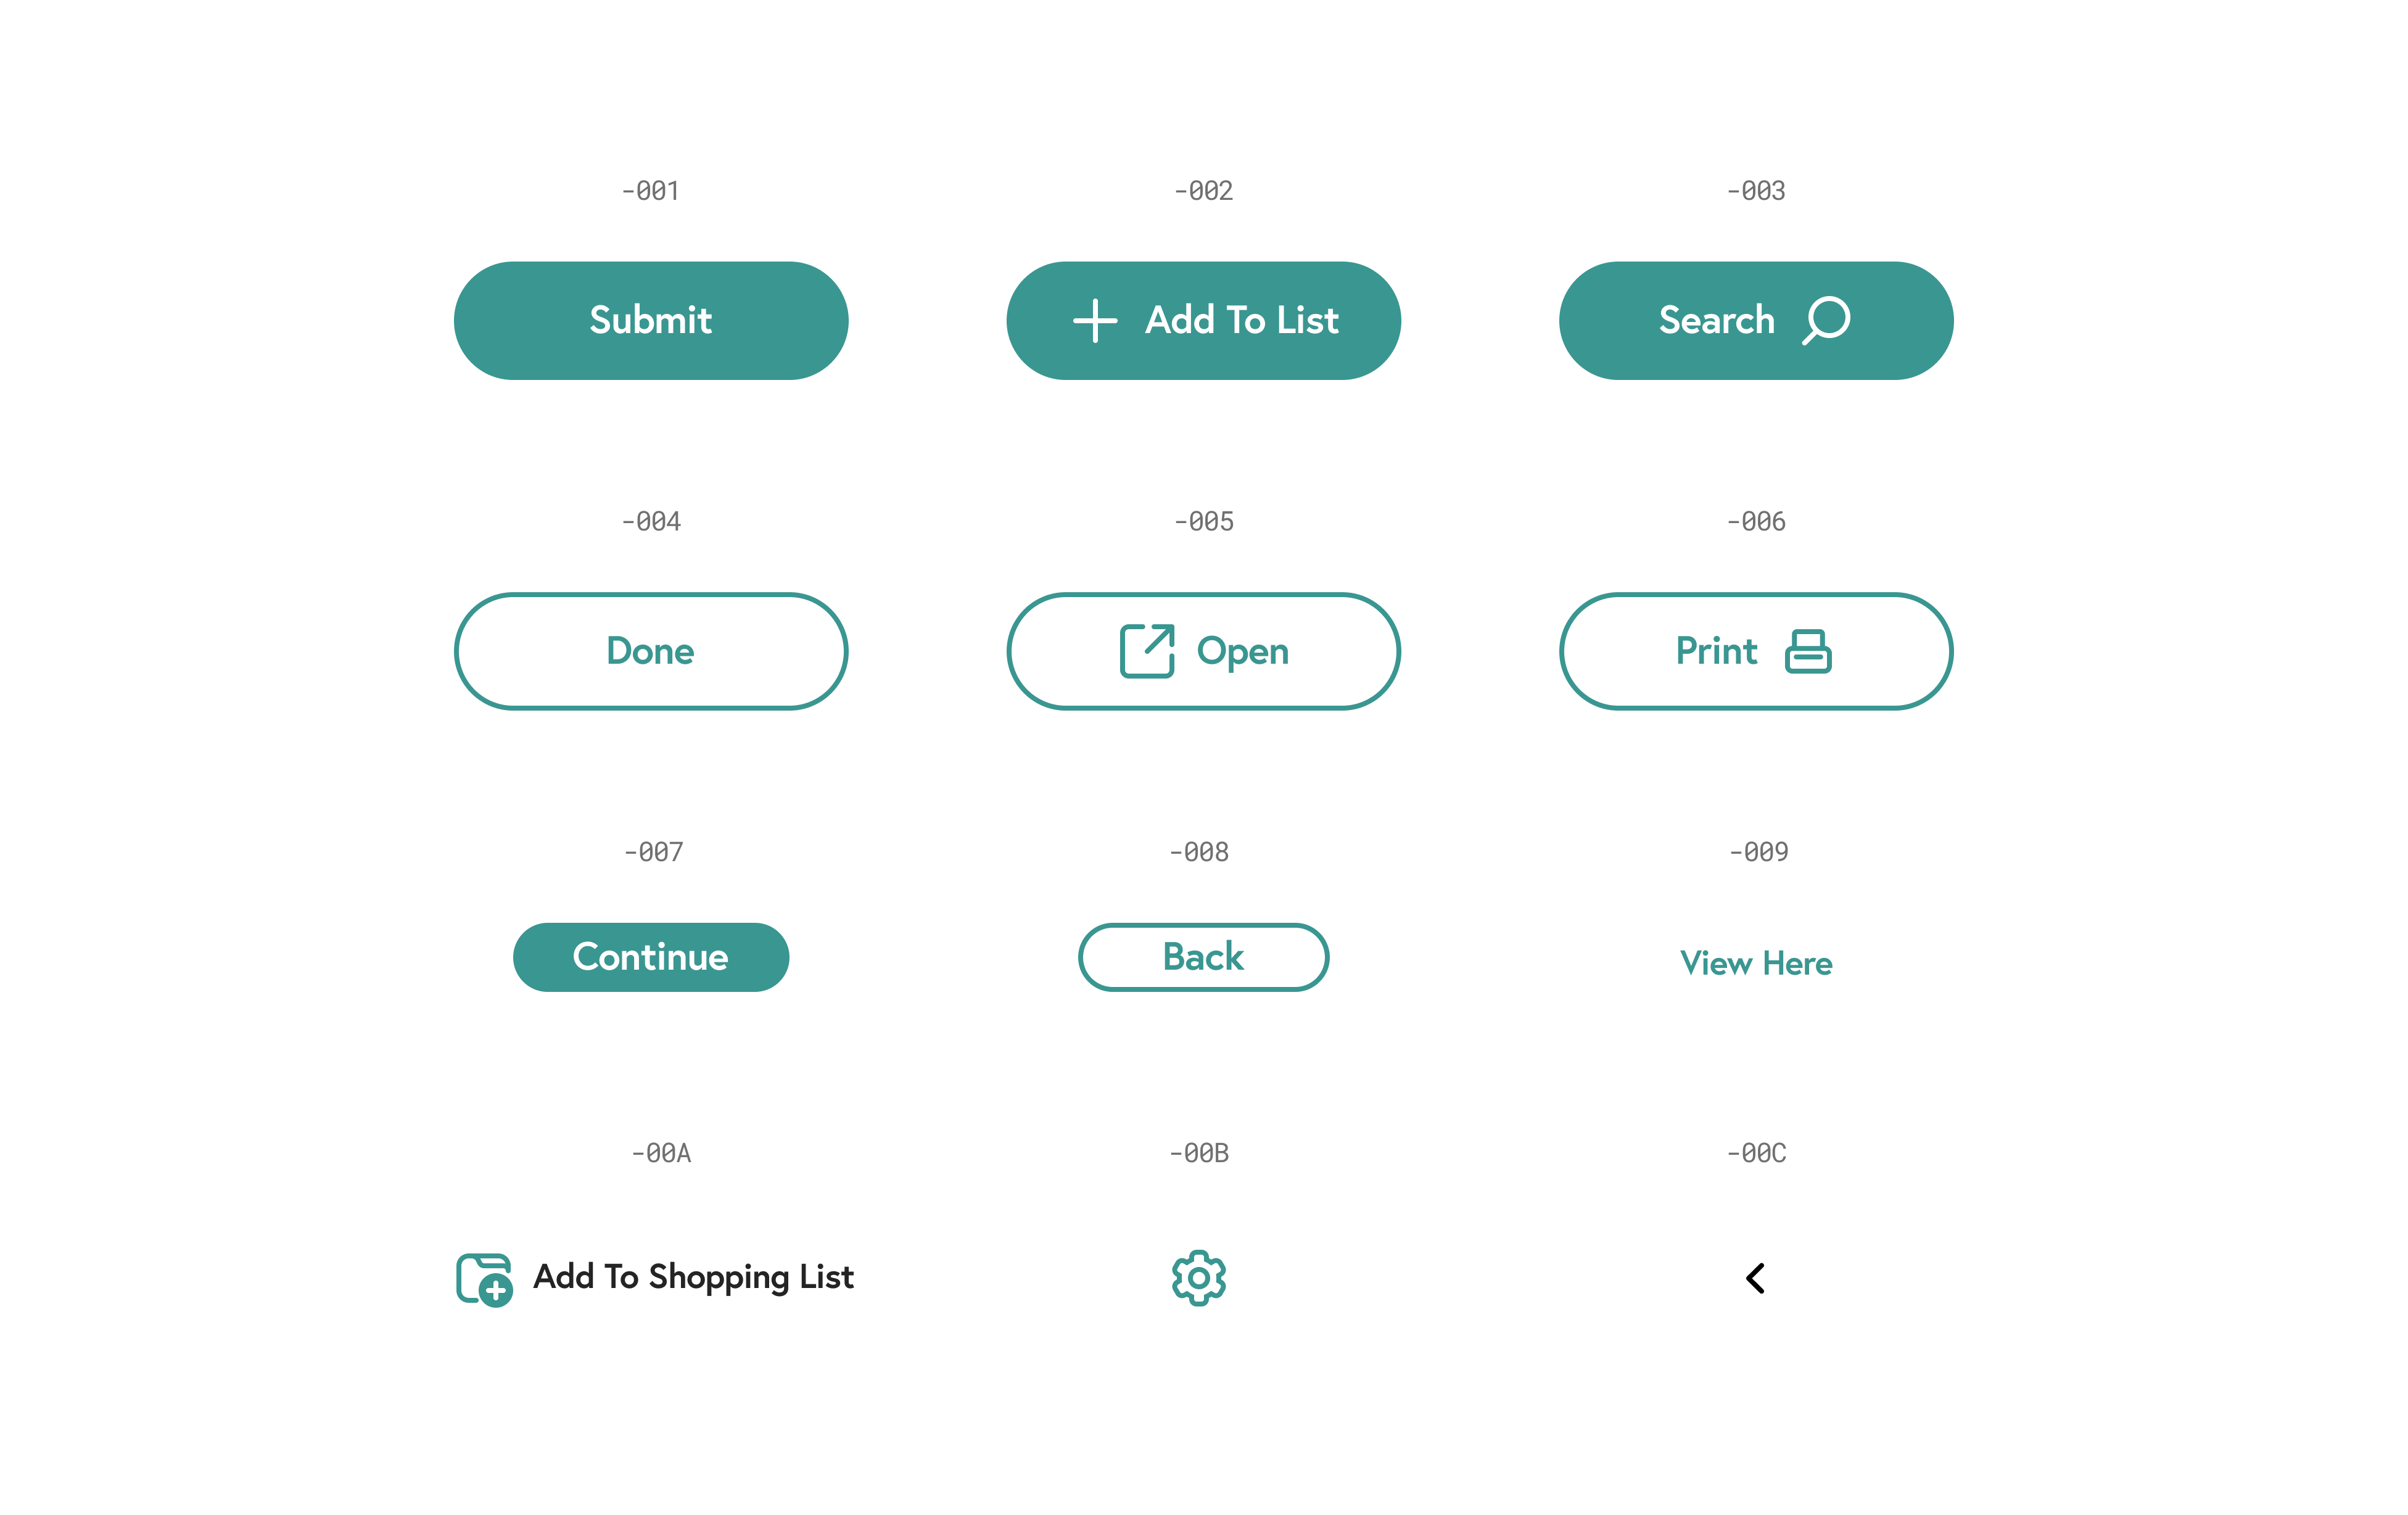 -001
-002
-003
Submit
Add To List
Search
-004
-005
-006
Done
Open
Print
-007
-008
-009
Continue
Back
View Here
-00A
-00B
-00C
Add To Shopping List